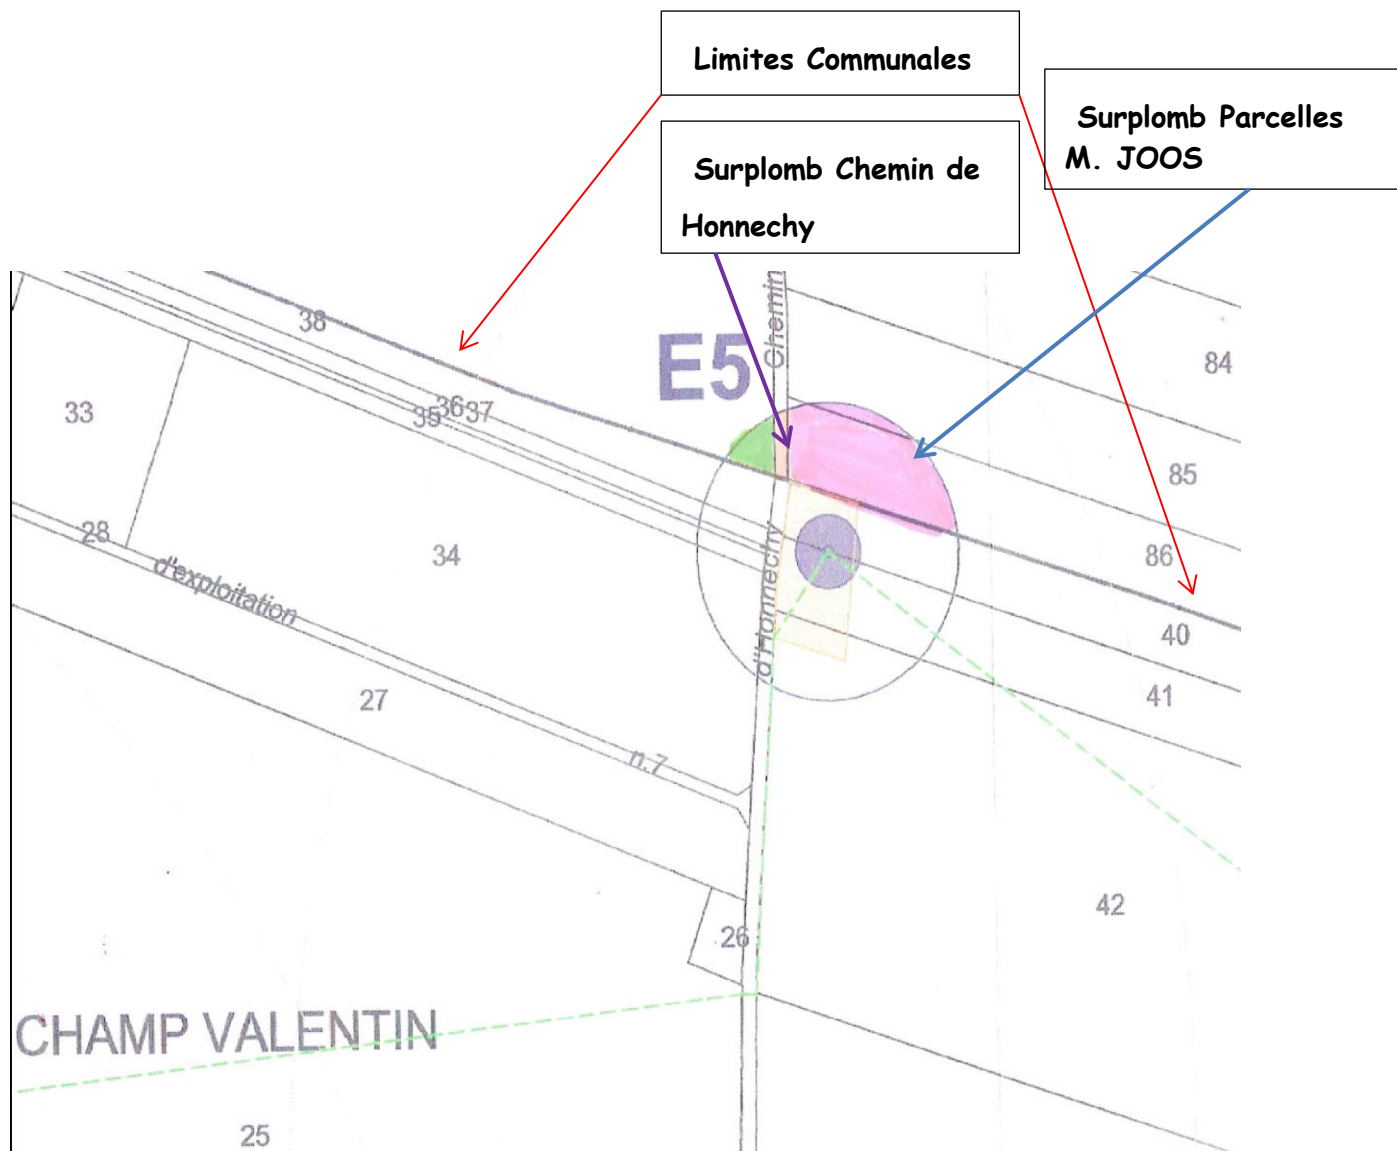 Limites Communales
Surplomb Parcelles
M. JOOS
Surplomb Chemin de
Honnechy
Chemin
38
E5
84
33
36
37
35
85
28
34
d'exploitation
d'Honnechy
86
40
27
41
n.7
42
26
CHAMP VALENTIN
25